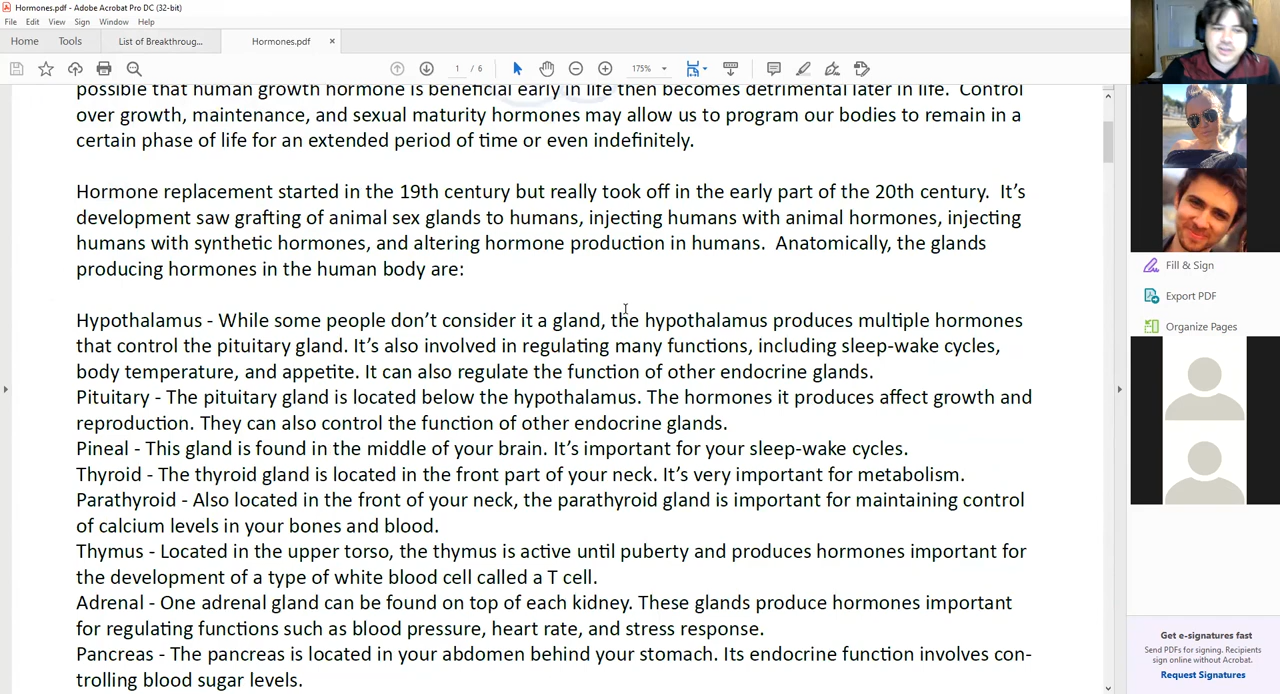 Hormones.pdf - Adobe Acrobat Pro DC (32-bit)
File Edit View Sign Window Help
Home Tools List of Breakthroug... Hormones.pdf ×
1 / 6 175%
possible that human growth hormone is beneficial early in life then becomes detrimental later in life. Control
over growth, maintenance, and sexual maturity hormones may allow us to program our bodies to remain in a
certain phase of life for an extended period of time or even indefinitely.
Hormone replacement started in the 19th century but really took off in the early part of the 20th century. It’s
development saw grafting of animal sex glands to humans, injecting humans with animal hormones, injecting
humans with synthetic hormones, and altering hormone production in humans. Anatomically, the glands
producing hormones in the human body are:
Hypothalamus - While some people don’t consider it a gland, the hypothalamus produces multiple hormones
that control the pituitary gland. It’s also involved in regulating many functions, including sleep-wake cycles,
body temperature, and appetite. It can also regulate the function of other endocrine glands.
Pituitary - The pituitary gland is located below the hypothalamus. The hormones it produces affect growth and
reproduction. They can also control the function of other endocrine glands.
Pineal - This gland is found in the middle of your brain. It’s important for your sleep-wake cycles.
Thyroid - The thyroid gland is located in the front part of your neck. It’s very important for metabolism.
Parathyroid - Also located in the front of your neck, the parathyroid gland is important for maintaining control
of calcium levels in your bones and blood.
Thymus - Located in the upper torso, the thymus is active until puberty and produces hormones important for
the development of a type of white blood cell called a T cell.
Adrenal - One adrenal gland can be found on top of each kidney. These glands produce hormones important
for regulating functions such as blood pressure, heart rate, and stress response.
Pancreas - The pancreas is located in your abdomen behind your stomach. Its endocrine function involves con-
trolling blood sugar levels.
Fill & Sign
Export PDF
Organize Pages
Get e-signatures fast
Send PDFs for signing. Recipients
sign online without Acrobat.
Request Signatures